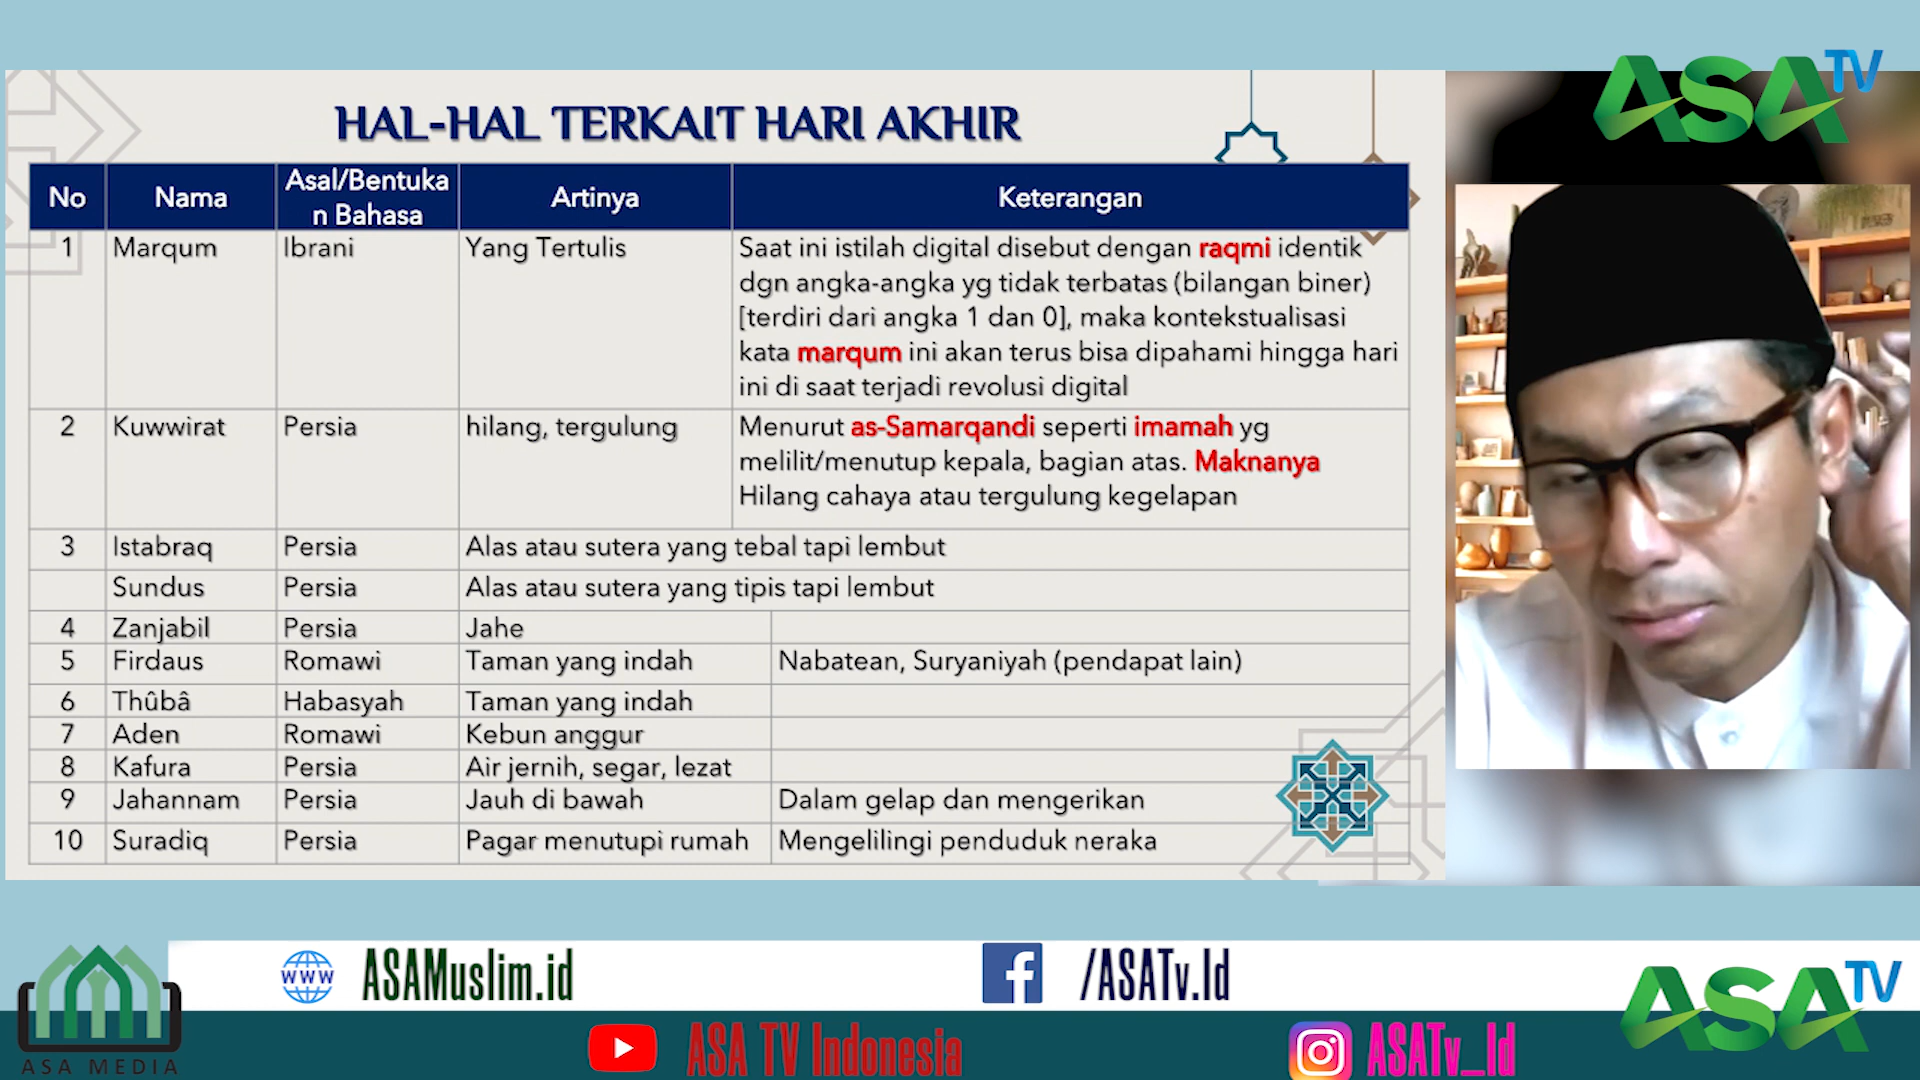 ASA TV
HAL-HAL TERKAIT HARI AKHIR
No Nama Asal/Bentuka Artinya Keterangan
n Bahasa
1 Marqum Ibrani Yang Tertulis Saat ini istilah digital disebut dengan raqmi identik
dgn angka-angka yg tidak terbatas (bilangan biner)
[terdiri dari angka 1 dan 0], maka kontekstualisasi
kata marqum ini akan terus bisa dipahami hingga hari
ini di saat terjadi revolusi digital
2 Kuwwirat Persia hilang, tergulung Menurut as-Samarqandi seperti imamah yg
melilit/menutup kepala, bagian atas. Maknanya
Hilang cahaya atau tergulung kegelapan
3 Istabraq Persia Alas atau sutera yang tebal tapi lembut
Sundus Persia Alas atau sutera yang tipis tapi lembut
4 Zanjabil Persia Jahe
5 Firdaus Romawi Taman yang indah Nabatean, Suryaniyah (pendapat lain)
6 Thûbâ Habasyah Taman yang indah
7 Aden Romawi Kebun anggur
8 Kafura Persia Air jernih, segar, lezat
9 Jahannam Persia Jauh di bawah Dalam gelap dan mengerikan
10 Suradiq Persia Pagar menutupi rumah Mengelilingi penduduk neraka
www ASAMuslim.id /ASATv.Id
ASA TV
ASA MEDIA
ASA TV Indonesia ASATv_Id